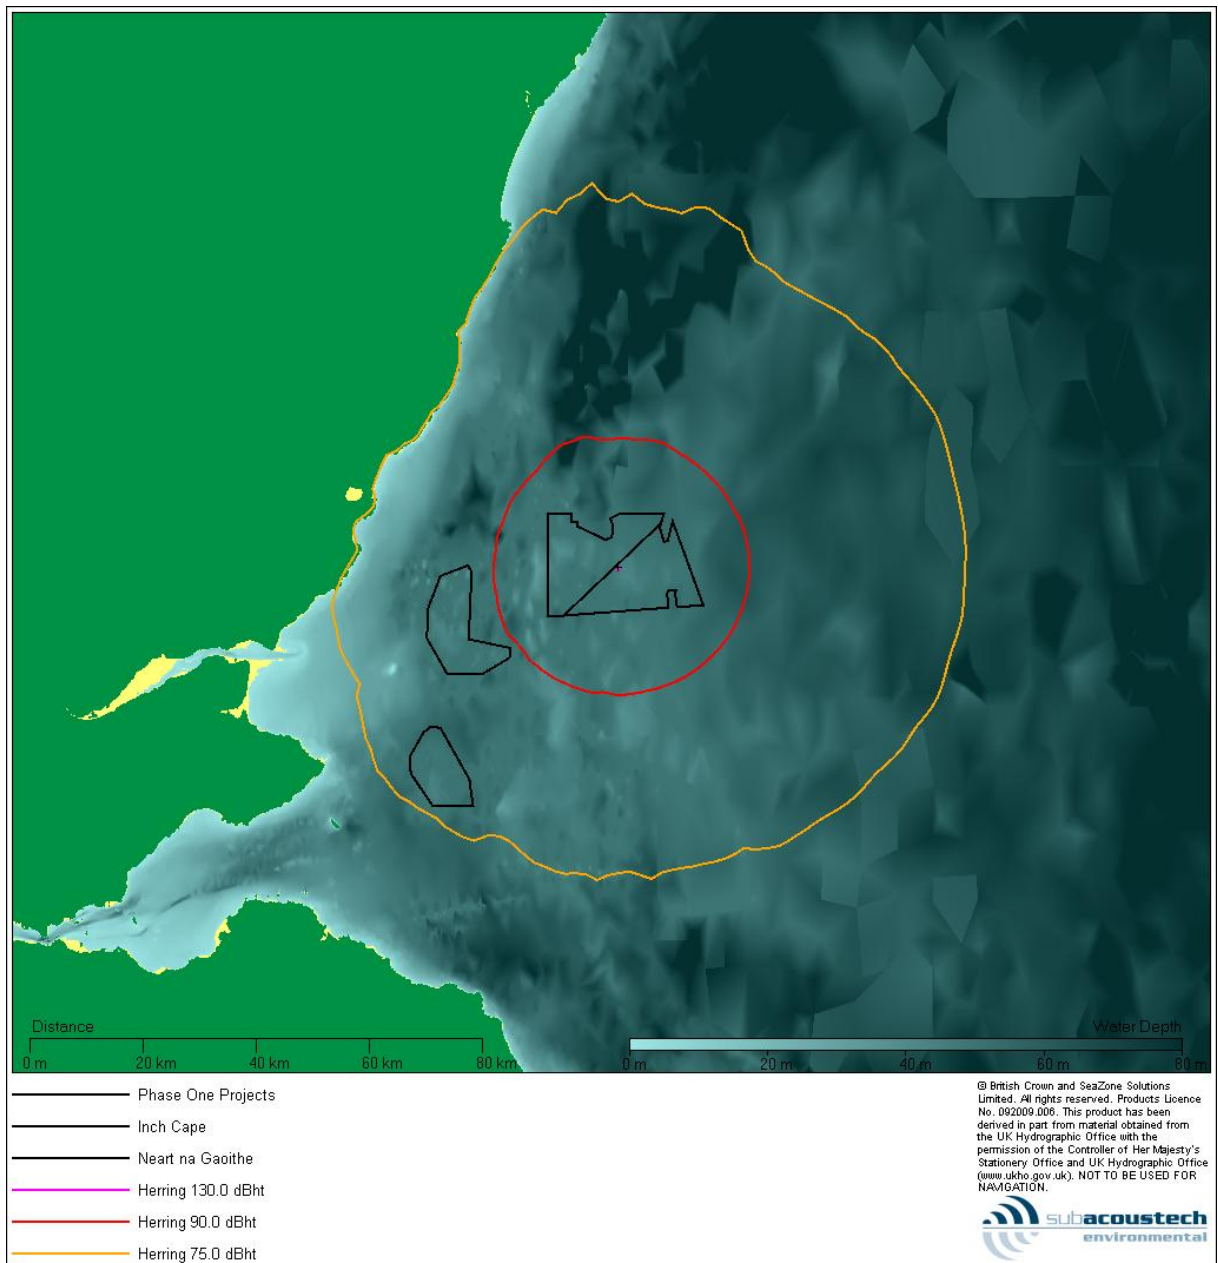 Distance
0 m 20 km 40 km 60 km 80 km
Water Depth
0 m 20 m 40 m 60 m 80 m
Phase One Projects
Inch Cape
Neart na Gaoithe
Herring 130.0 dBht
Herring 90.0 dBht
Herring 75.0 dBht
© British Crown and SeaZone Solutions
Limited. All rights reserved. Products Licence
No. 092009.006. This product has been
derived in part from material obtained from
the UK Hydrographic Office with the
permission of the Controller of Her Majesty's
Stationery Office and UK Hydrographic Office
(www.ukho.gov.uk). NOT TO BE USED FOR
NAVIGATION.
subacoustech
environmental